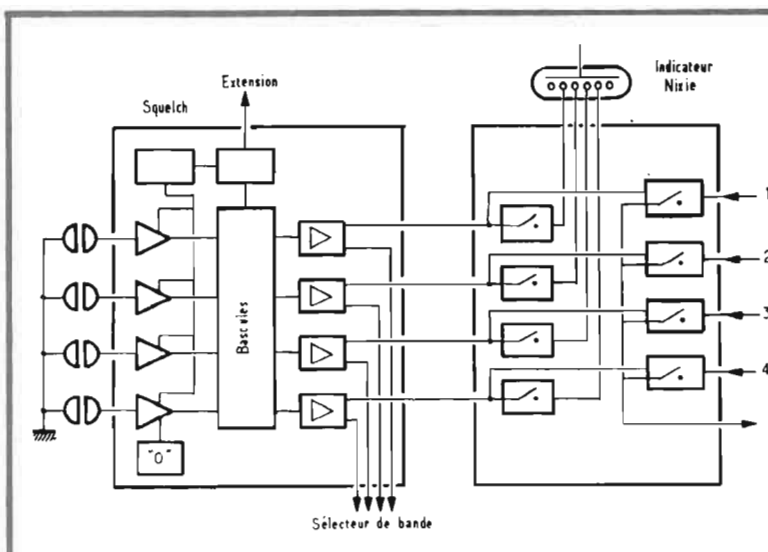 Extension
Squelch
Indicateur
Nixie
1
2
3
4
Bascules
"0"
Sélecteur de bande